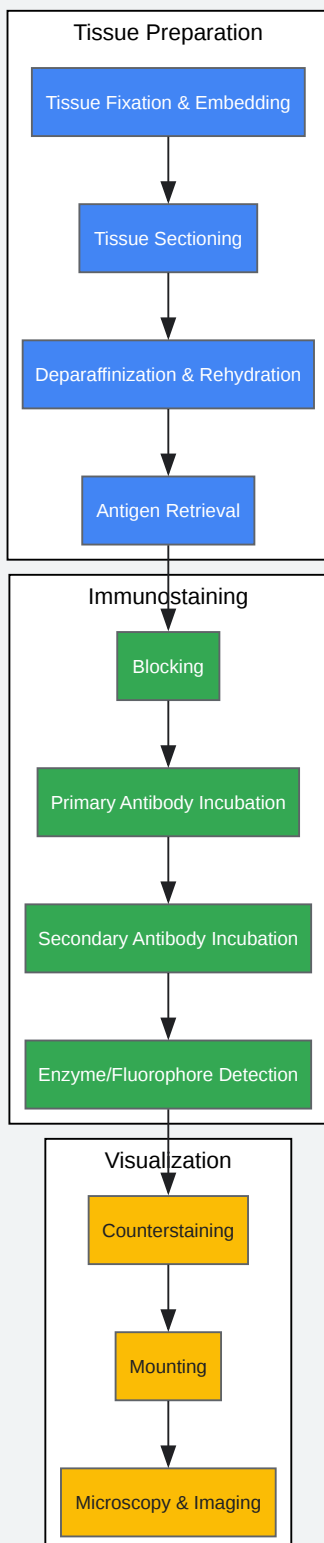 Tissue Preparation
Tissue Fixation & Embedding
Tissue Sectioning
Deparaffinization & Rehydration
Antigen Retrieval
Immunostaining
Blocking
Primary Antibody Incubation
Secondary Antibody Incubation
Enzyme/Fluorophore Detection
Visualization
Counterstaining
Mounting
Microscopy & Imaging